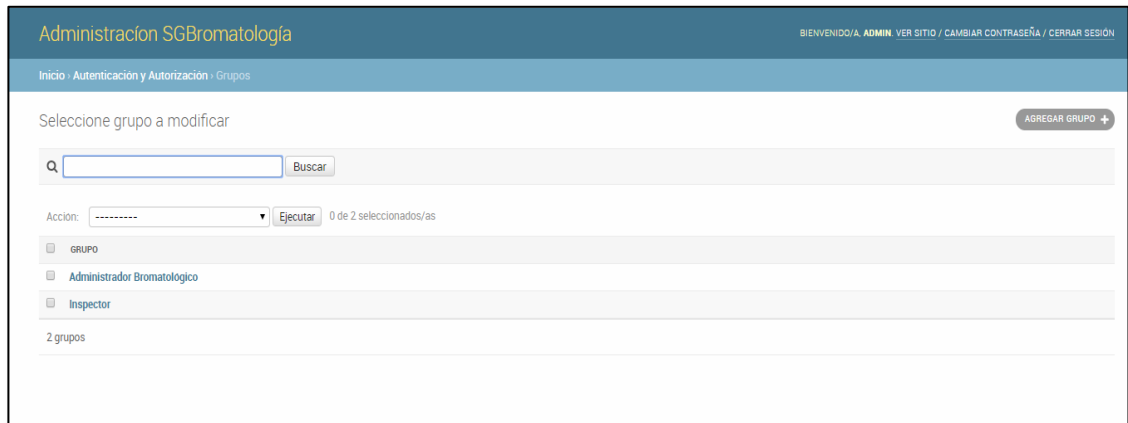 Administracíon SGBromatología
BIENVENIDO/A, ADMIN. VER SITIO / CAMBIAR CONTRASEÑA / CERRAR SESIÓN
Inicio › Autenticación y Autorización › Grupos
Seleccione grupo a modificar
AGREGAR GRUPO +
Buscar
Acción: --------- Ejecutar 0 de 2 seleccionados/as
GRUPO
Administrador Bromatológico
Inspector
2 grupos